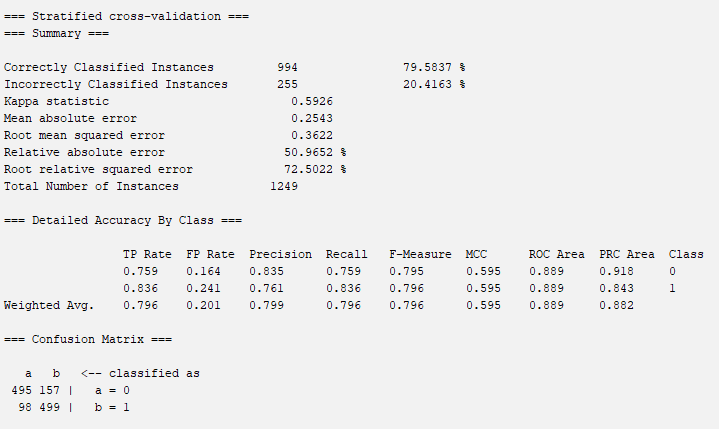 === Stratified cross-validation ===
=== Summary ===
Correctly Classified Instances 994 79.5837 %
Incorrectly Classified Instances 255 20.4163 %
Kappa statistic 0.5926
Mean absolute error 0.2543
Root mean squared error 0.3622
Relative absolute error 50.9652 %
Root relative squared error 72.5022 %
Total Number of Instances 1249
=== Detailed Accuracy By Class ===
TP Rate FP Rate Precision Recall F-Measure MCC ROC Area PRC Area Class
0.759 0.164 0.835 0.759 0.795 0.595 0.889 0.918 0
0.836 0.241 0.761 0.836 0.796 0.595 0.889 0.843 1
Weighted Avg. 0.796 0.201 0.799 0.796 0.796 0.595 0.889 0.882
=== Confusion Matrix ===
a b <-- classified as
495 157 | a = 0
98 499 | b = 1